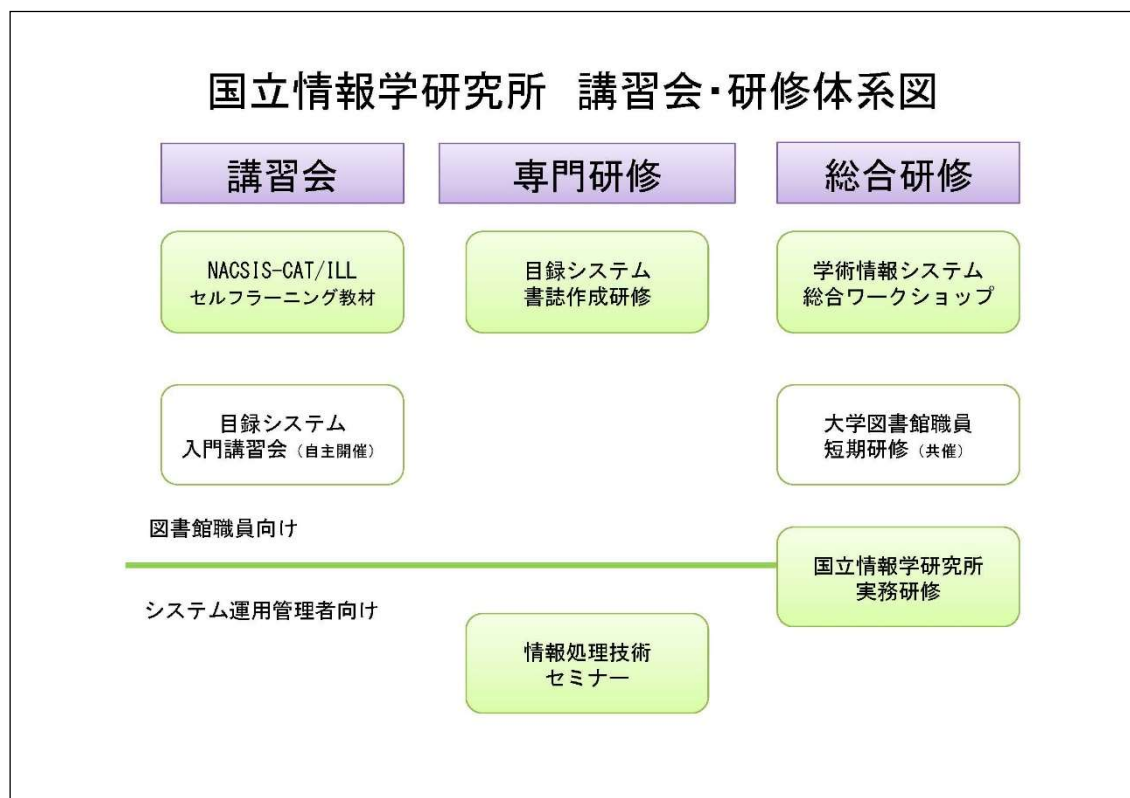 国立情報学研究所　講習会・研修体系図
講習会
専門研修
総合研修
NACSIS-CAT/ILL
セルフラーニング教材
目録システム
書誌作成研修
学術情報システム
総合ワークショップ
目録システム
入門講習会（自主開催）
大学図書館職員
短期研修（共催）
図書館職員向け
国立情報学研究所
実務研修
システム運用管理者向け
情報処理技術
セミナー